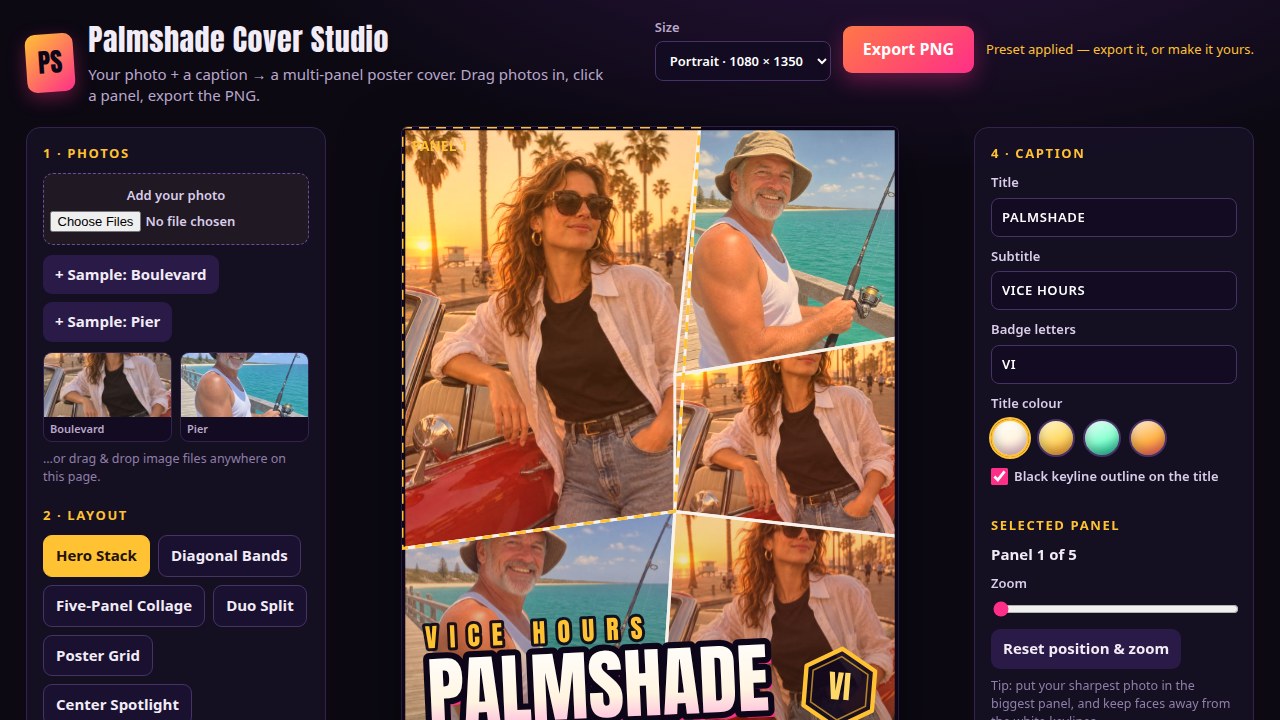 PS
Palmshade Cover Studio
Your photo + a caption → a multi-panel poster cover. Drag photos in, click
a panel, export the PNG.
Size
Portrait · 1080 × 1350
Export PNG
Preset applied — export it, or make it yours.
1 · PHOTOS
Add your photo
Choose Files No file chosen
+ Sample: Boulevard
+ Sample: Pier
Boulevard
Pier
...or drag & drop image files anywhere on
this page.
2 · LAYOUT
Hero Stack
Diagonal Bands
Five-Panel Collage
Duo Split
Poster Grid
Center Spotlight
PANEL 1
VICE HOURS
PALMSHADE
VI
4 · CAPTION
Title
PALMSHADE
Subtitle
VICE HOURS
Badge letters
VI
Title colour
Black keyline outline on the title
SELECTED PANEL
Panel 1 of 5
Zoom
Reset position & zoom
Tip: put your sharpest photo in the
biggest panel, and keep faces away from
the white keylines.